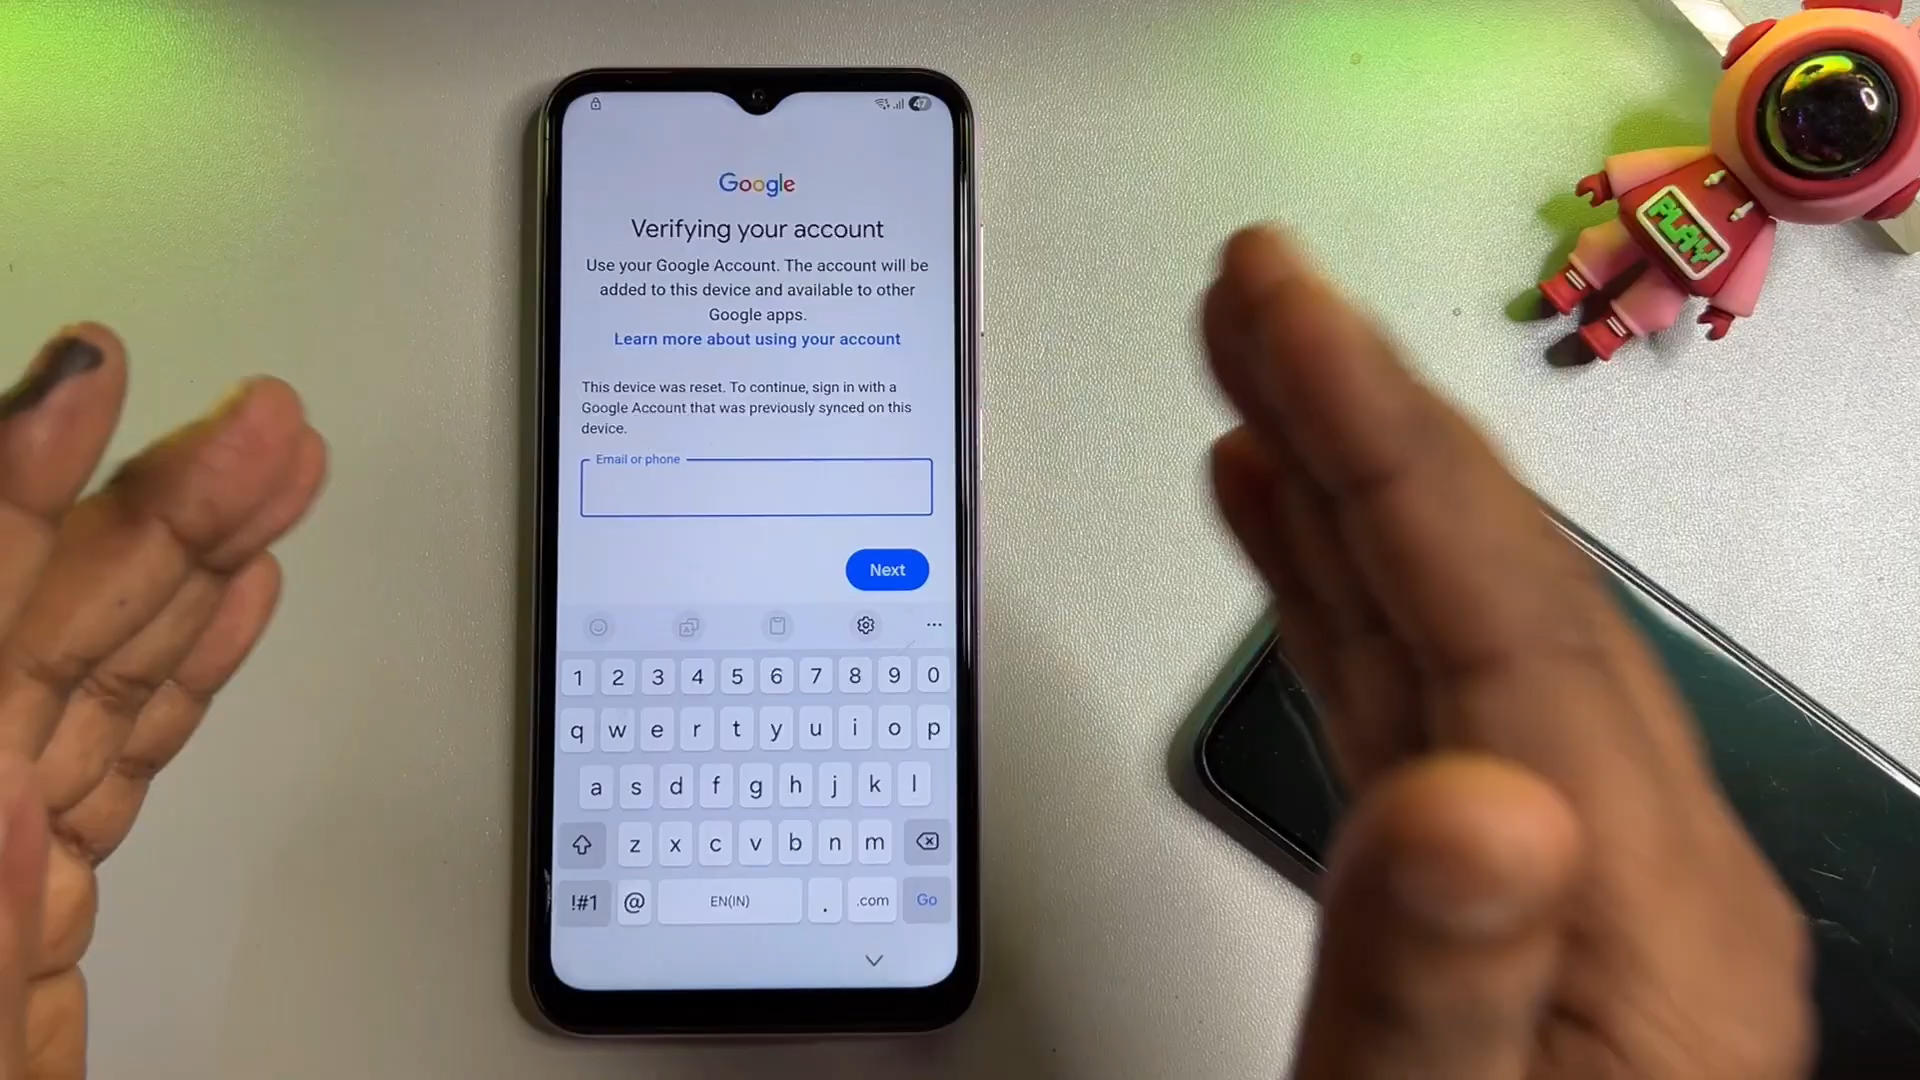 47
Google
Verifying your account
Use your Google Account. The account will be
added to this device and available to other
Google apps.
Learn more about using your account
This device was reset. To continue, sign in with a
Google Account that was previously synced on this
device.
Email or phone
Next
1 2 3 4 5 6 7 8 9 0
q w e r t y u i o p
a s d f g h j k l
z x c v b n m
!#1 @ EN(IN) . .com Go
PLAY